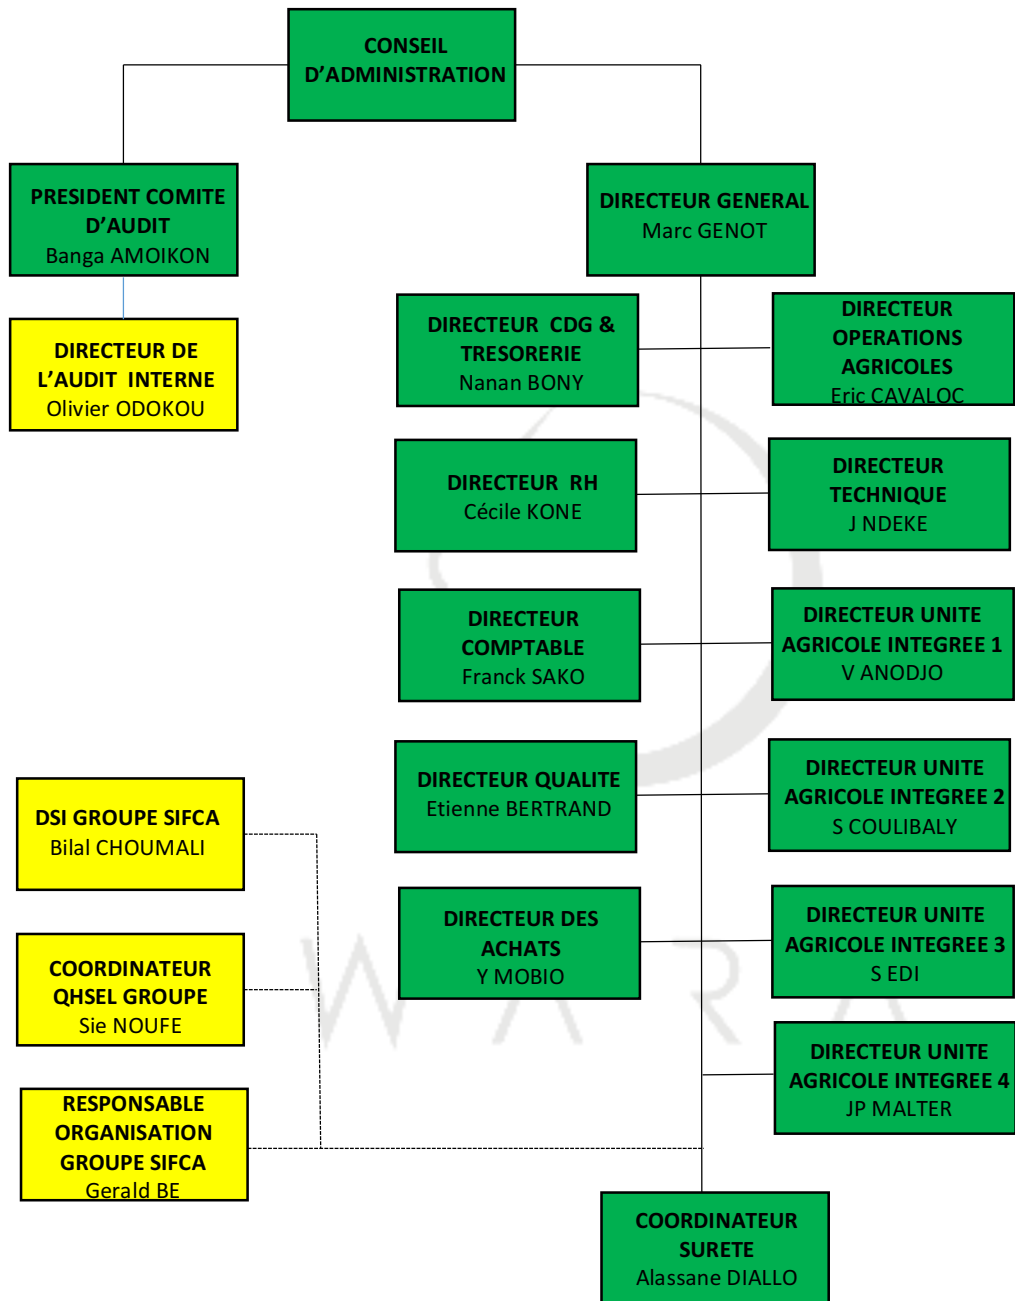 CONSEIL
D'ADMINISTRATION
PRESIDENT COMITE
D'AUDIT
Banga AMOIKON
DIRECTEUR GENERAL
Marc GENOT
DIRECTEUR DE
L'AUDIT INTERNE
Olivier ODOKOU
DIRECTEUR CDG &
TRESORERIE
Nanan BONY
DIRECTEUR
OPERATIONS
AGRICOLES
Eric CAVALOC
DIRECTEUR RH
Cécile KONE
DIRECTEUR
TECHNIQUE
J NDEKE
DIRECTEUR
COMPTABLE
Franck SAKO
DIRECTEUR UNITE
AGRICOLE INTEGREE 1
V ANODJO
DIRECTEUR QUALITE
Etienne BERTRAND
DIRECTEUR UNITE
AGRICOLE INTEGREE 2
S COULIBALY
DSI GROUPE SIFCA
Bilal CHOUMALI
DIRECTEUR DES
ACHATS
Y MOBIO
DIRECTEUR UNITE
AGRICOLE INTEGREE 3
S EDI
COORDINATEUR
QHSEL GROUPE
Sie NOUFE
WARA
DIRECTEUR UNITE
AGRICOLE INTEGREE 4
JP MALTER
RESPONSABLE
ORGANISATION
GROUPE SIFCA
Gerald BE
COORDINATEUR
SURETE
Alassane DIALLO